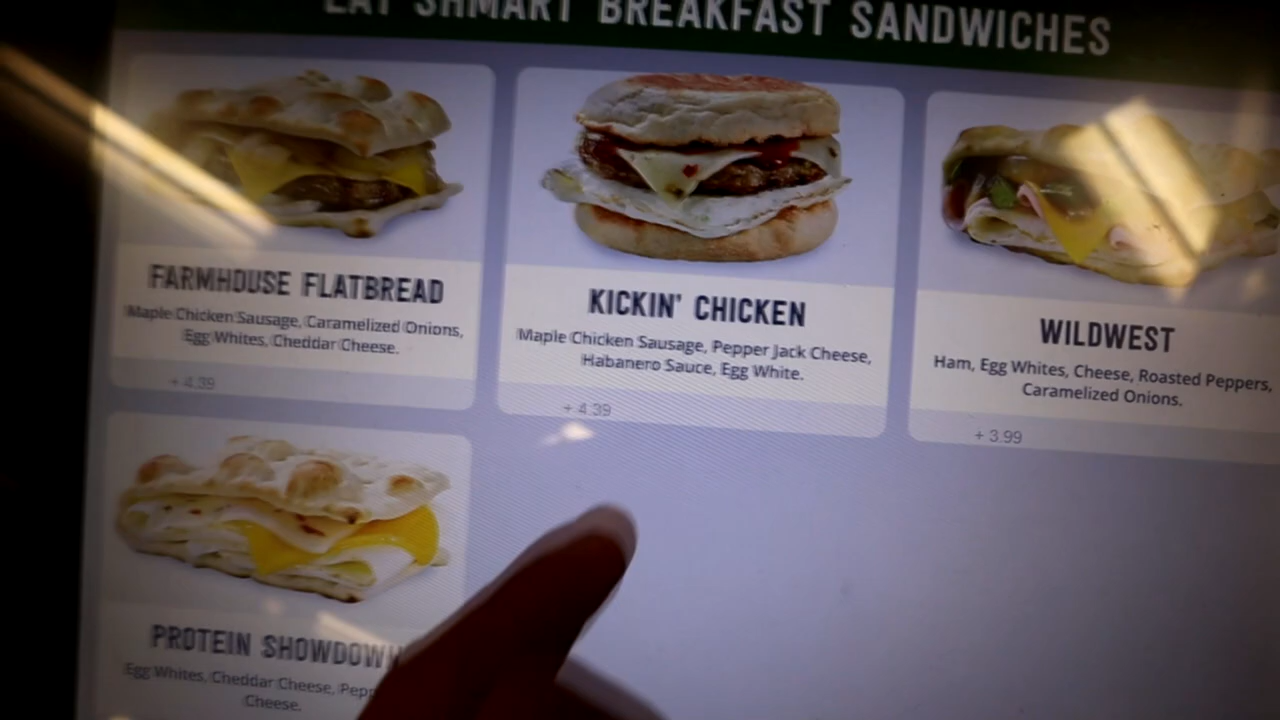 EAT SHMART BREAKFAST SANDWICHES
FARMHOUSE FLATBREAD
Maple Chicken Sausage, Caramelized Onions,
Egg Whites, Cheddar Cheese.
+ 4.39
KICKIN' CHICKEN
Maple Chicken Sausage, Pepper Jack Cheese,
Habanero Sauce, Egg White.
+ 4.39
WILDWEST
Ham, Egg Whites, Cheese, Roasted Peppers,
Caramelized Onions.
+ 3.99
PROTEIN SHOWDOWN
Egg Whites, Cheddar Cheese,
Cheese.